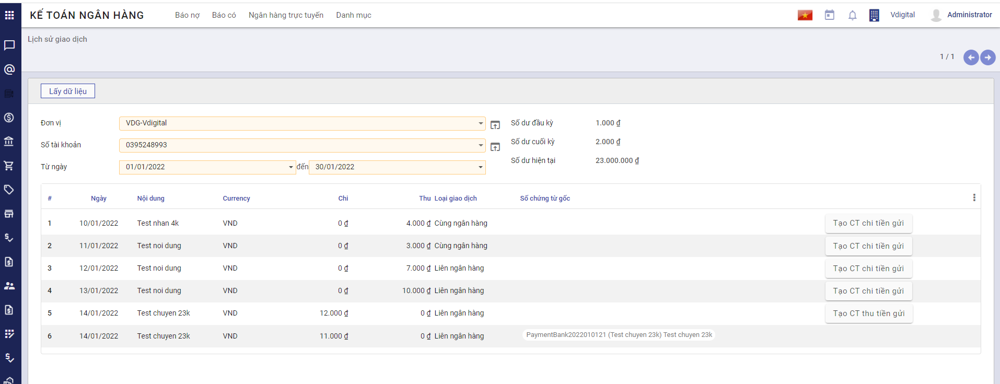 KẾ TOÁN NGÂN HÀNG Báo nợ Báo có Ngân hàng trực tuyến Danh mục Vdigital Administrator
Lịch sử giao dịch
1 / 1
Lấy dữ liệu
Đơn vị VDG-Vdigital Số dư đầu kỳ 1.000 ₫
Số tài khoản 0395248993 Số dư cuối kỳ 2.000 ₫
Từ ngày 01/01/2022 đến 30/01/2022 Số dư hiện tại 23.000.000 ₫
# Ngày Nội dung Currency Chi Thu Loại giao dịch Số chứng từ gốc
1 10/01/2022 Test nhan 4k VND 0 ₫ 4.000 ₫ Cùng ngân hàng Tạo CT chi tiền gửi
2 11/01/2022 Test noi dung VND 0 ₫ 3.000 ₫ Cùng ngân hàng Tạo CT chi tiền gửi
3 12/01/2022 Test noi dung VND 0 ₫ 7.000 ₫ Liên ngân hàng Tạo CT chi tiền gửi
4 13/01/2022 Test noi dung VND 0 ₫ 10.000 ₫ Liên ngân hàng Tạo CT chi tiền gửi
5 14/01/2022 Test chuyen 23k VND 12.000 ₫ 0 ₫ Liên ngân hàng Tạo CT thu tiền gửi
6 14/01/2022 Test chuyen 23k VND 11.000 ₫ 0 ₫ Liên ngân hàng PaymentBank2022010121 (Test chuyen 23k) Test chuyen 23k